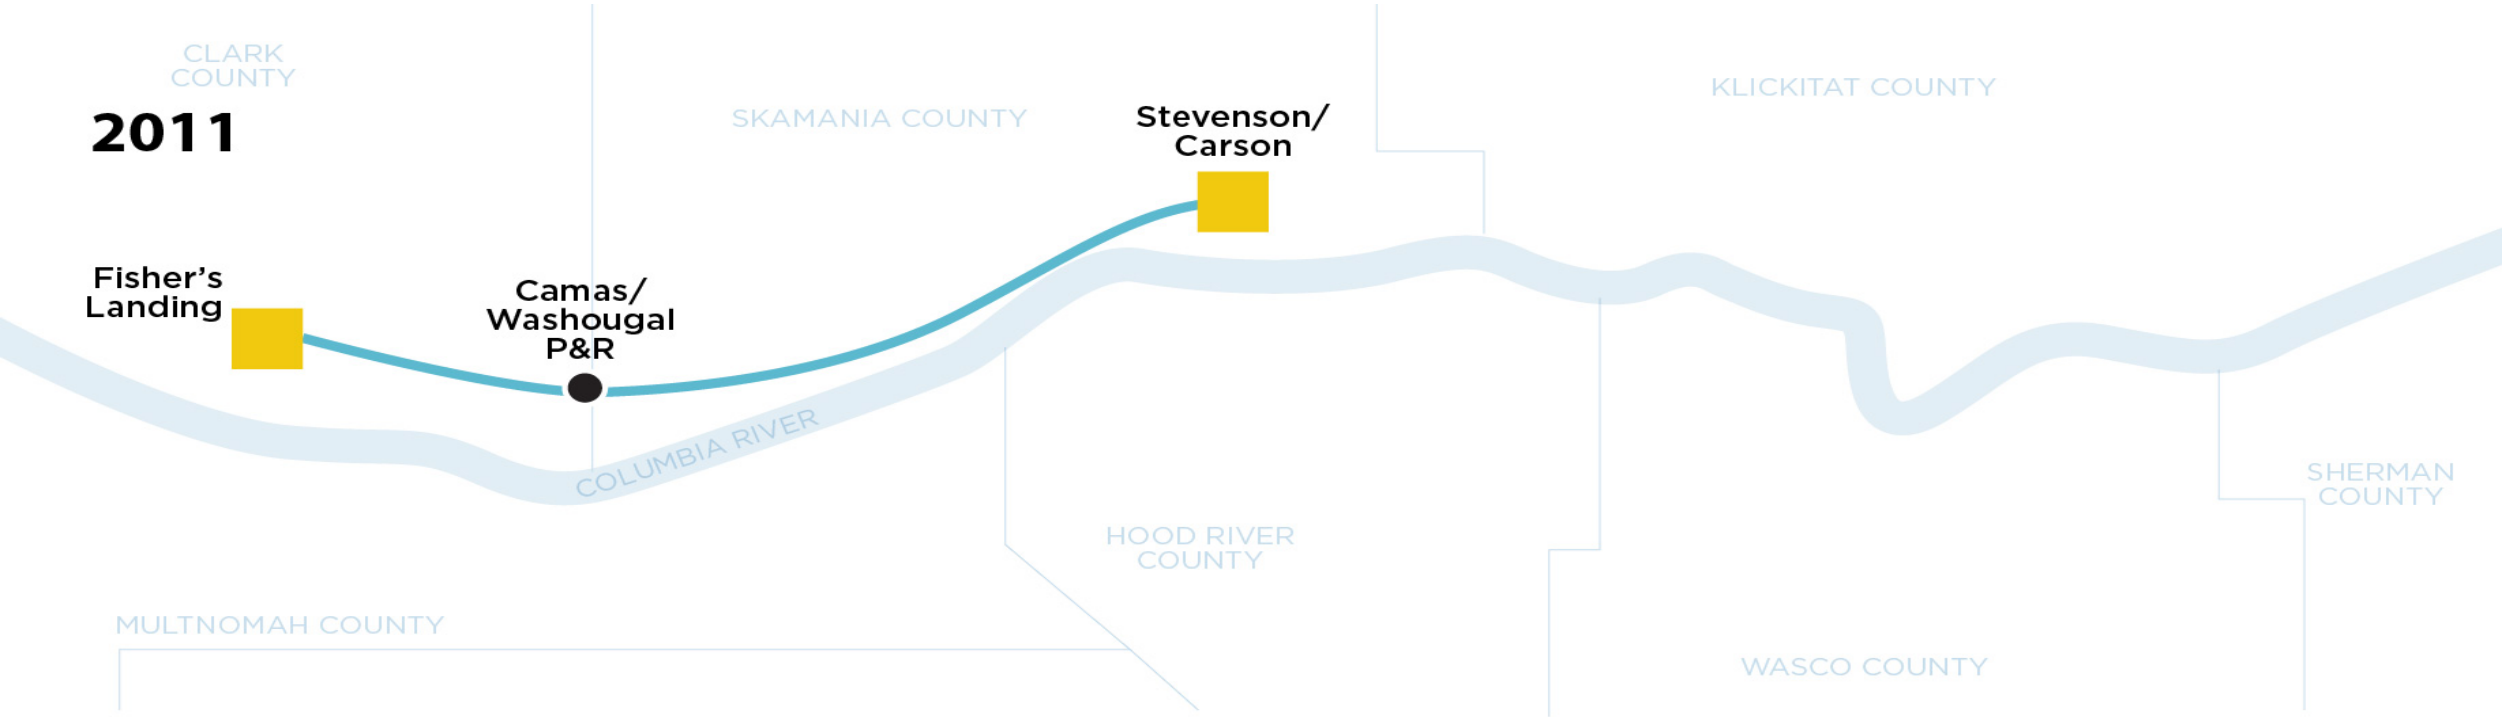 CLARK
COUNTY
2011
SKAMANIA COUNTY
Stevenson/
Carson
KLICKITAT COUNTY
Fisher’s
Landing
Camas/
Washougal
P&R
COLUMBIA RIVER
SHERMAN
COUNTY
HOOD RIVER
COUNTY
MULTNOMAH COUNTY
WASCO COUNTY